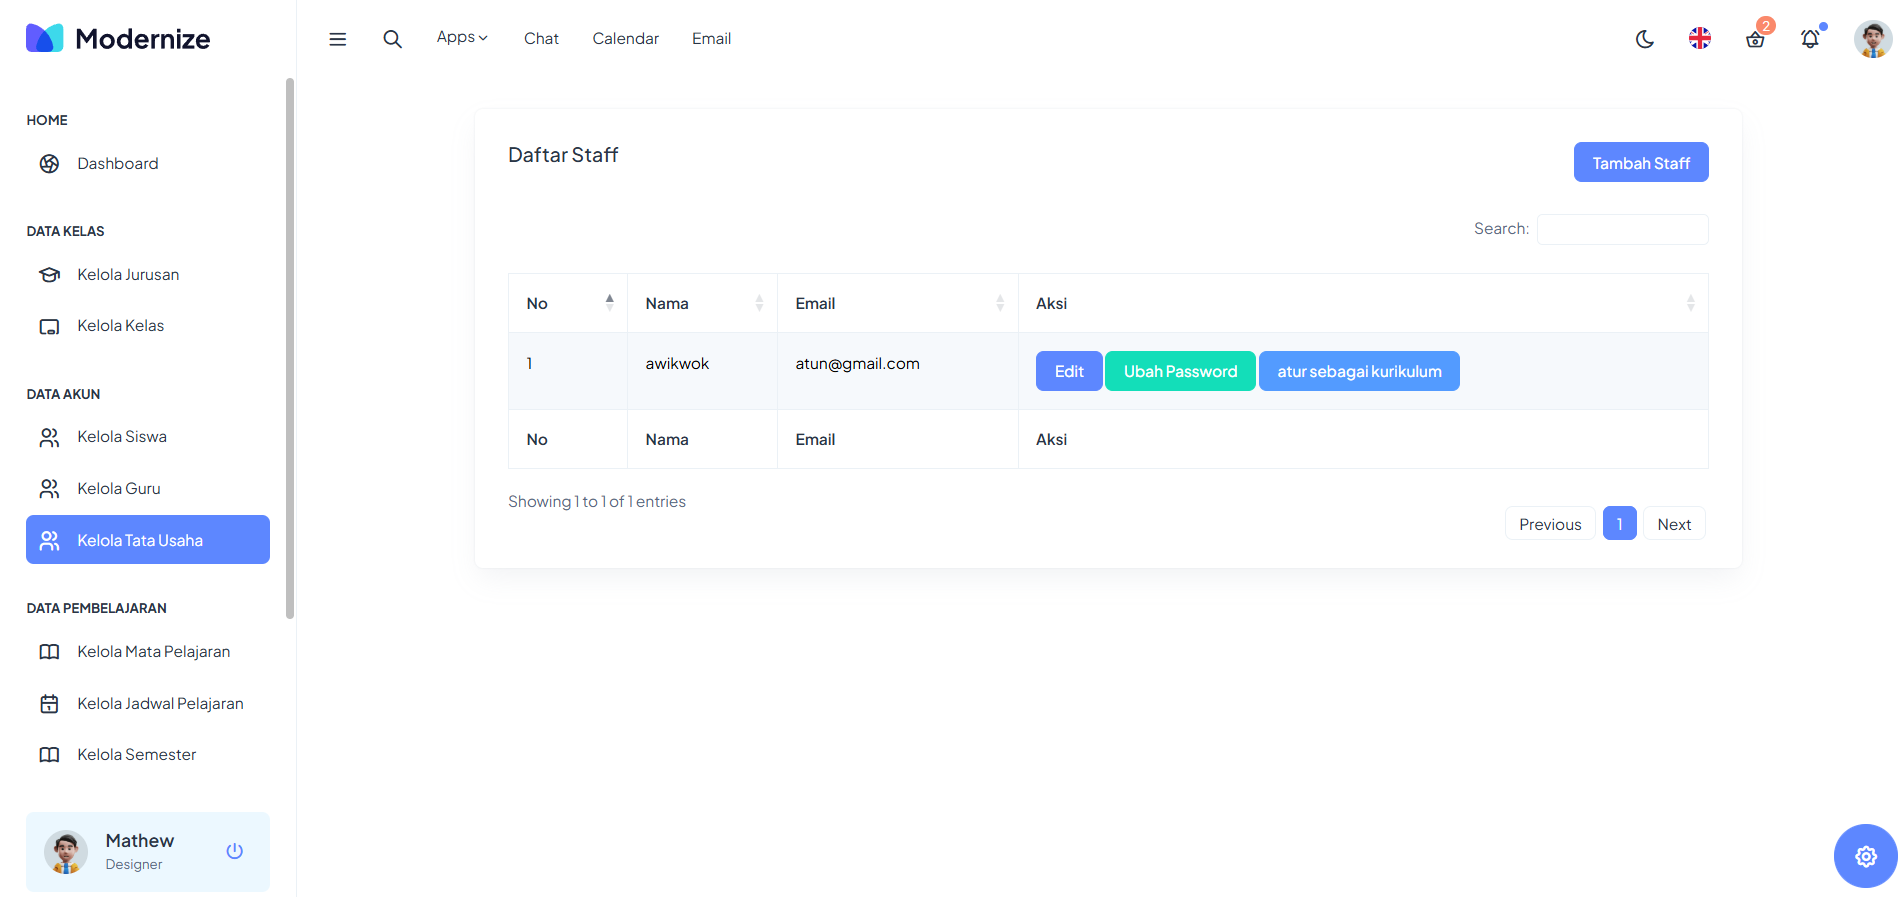 Modernize
Apps
Chat
Calendar
Email
2
HOME
Dashboard
DATA KELAS
Kelola Jurusan
Kelola Kelas
DATA AKUN
Kelola Siswa
Kelola Guru
Kelola Tata Usaha
DATA PEMBELAJARAN
Kelola Mata Pelajaran
Kelola Jadwal Pelajaran
Kelola Semester
Mathew
Designer
Daftar Staff
Tambah Staff
Search:
No Nama Email Aksi
1 awikwok atun@gmail.com Edit Ubah Password atur sebagai kurikulum
No Nama Email Aksi
Showing 1 to 1 of 1 entries
Previous 1 Next